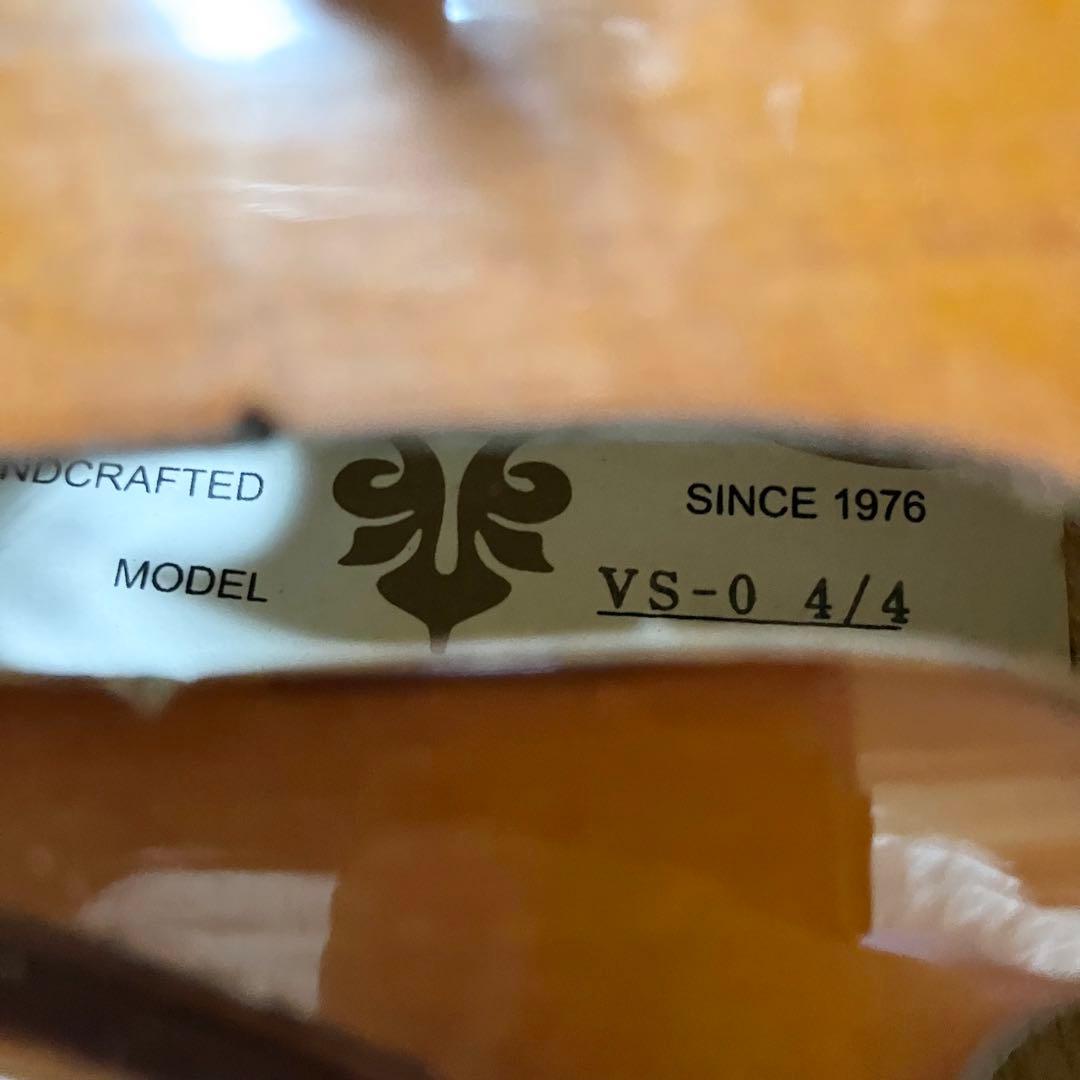 NDCRAFTED
SINCE 1976
MODEL
VS-0 4/4